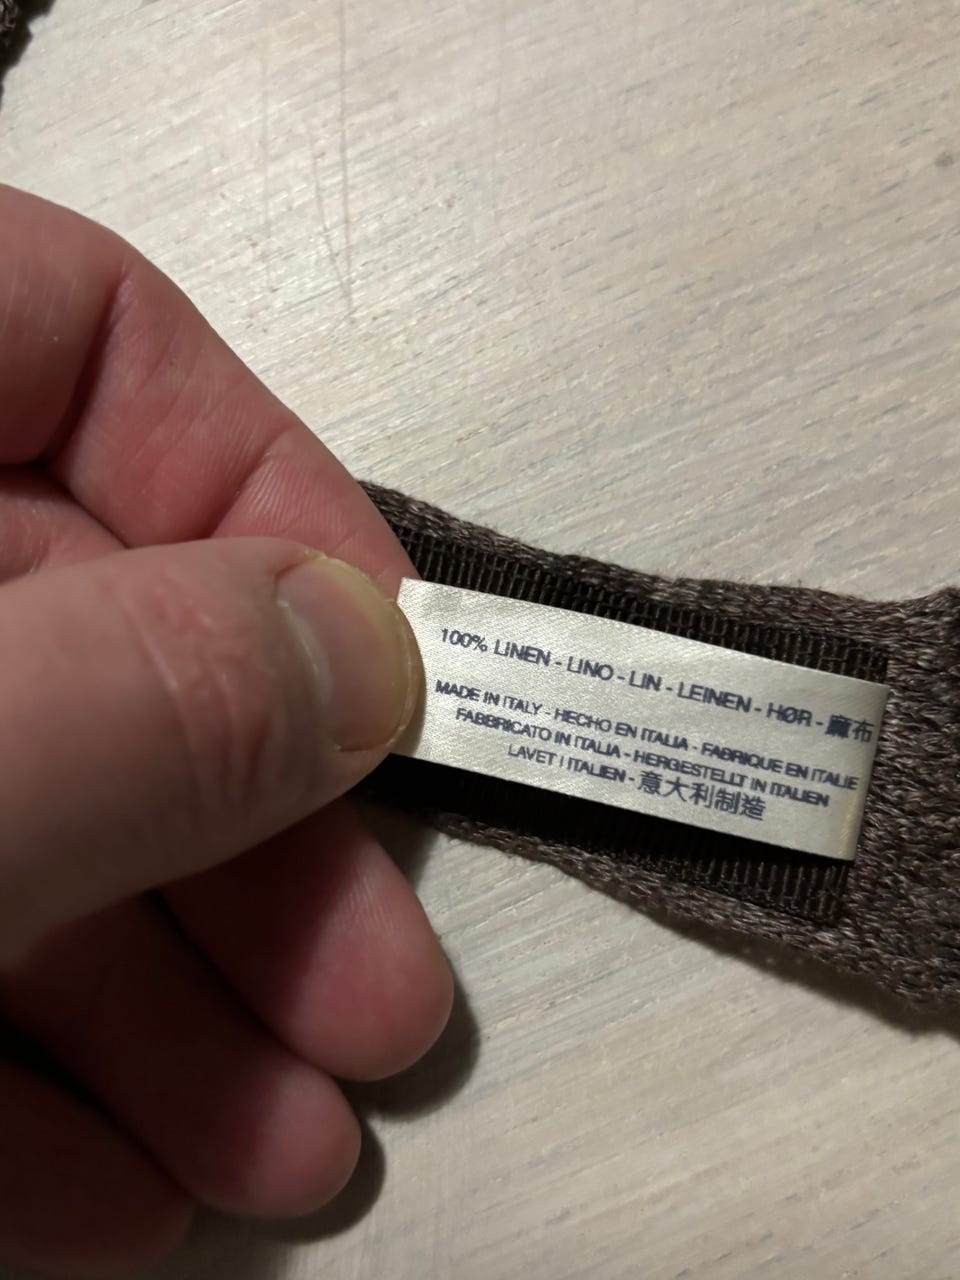 100% LINEN - LINO - LIN - LEINEN - HØR - 麻布
MADE IN ITALY - HECHO EN ITALIA - FABRIQUE EN ITALIE
FABBRICATO IN ITALIA - HERGESTELLT IN ITALIEN
LAVET I ITALIEN - 意大利制造